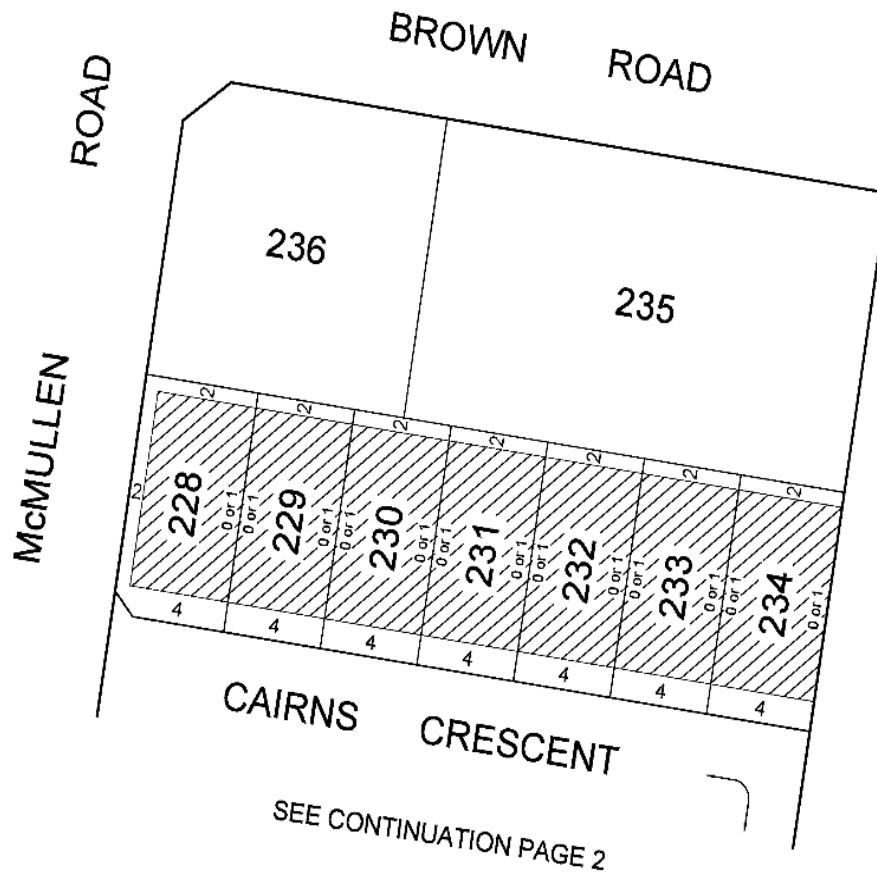 BROWN ROAD
McMULLEN ROAD
236
235
2 2 2 2 2 2 2
2
228
229
230
231
232
233
234
0 or 1 0 or 1
0 or 1 0 or 1
0 or 1 0 or 1
0 or 1 0 or 1
0 or 1 0 or 1
0 or 1 0 or 1
0 or 1
4 4 4 4 4 4 4
CAIRNS CRESCENT
SEE CONTINUATION PAGE 2